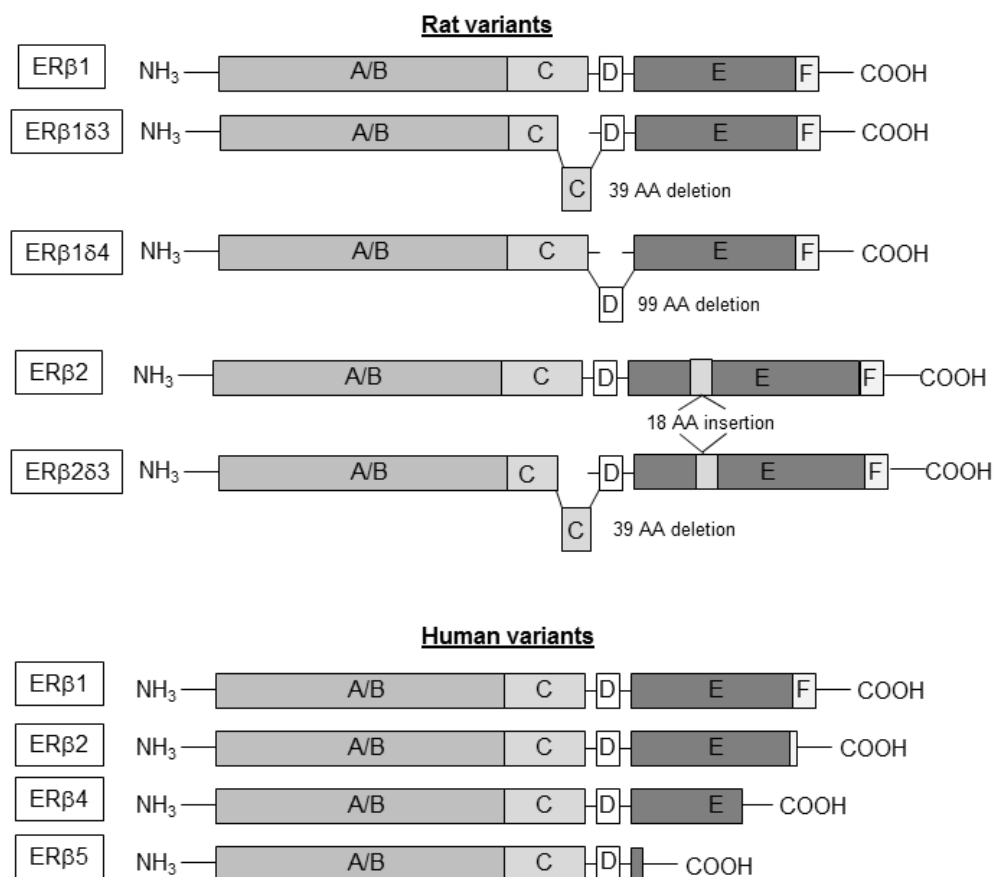 Rat variants
ERβ1 NH₃ A/B C D E F COOH
ERβ1δ3 NH₃ A/B C D E F COOH
C 39 AA deletion
ERβ1δ4 NH₃ A/B C E F COOH
D 99 AA deletion
ERβ2 NH₃ A/B C D E F COOH
18 AA insertion
ERβ2δ3 NH₃ A/B C D E F COOH
C 39 AA deletion
Human variants
ERβ1 NH₃ A/B C D E F COOH
ERβ2 NH₃ A/B C D E COOH
ERβ4 NH₃ A/B C D E COOH
ERβ5 NH₃ A/B C D COOH